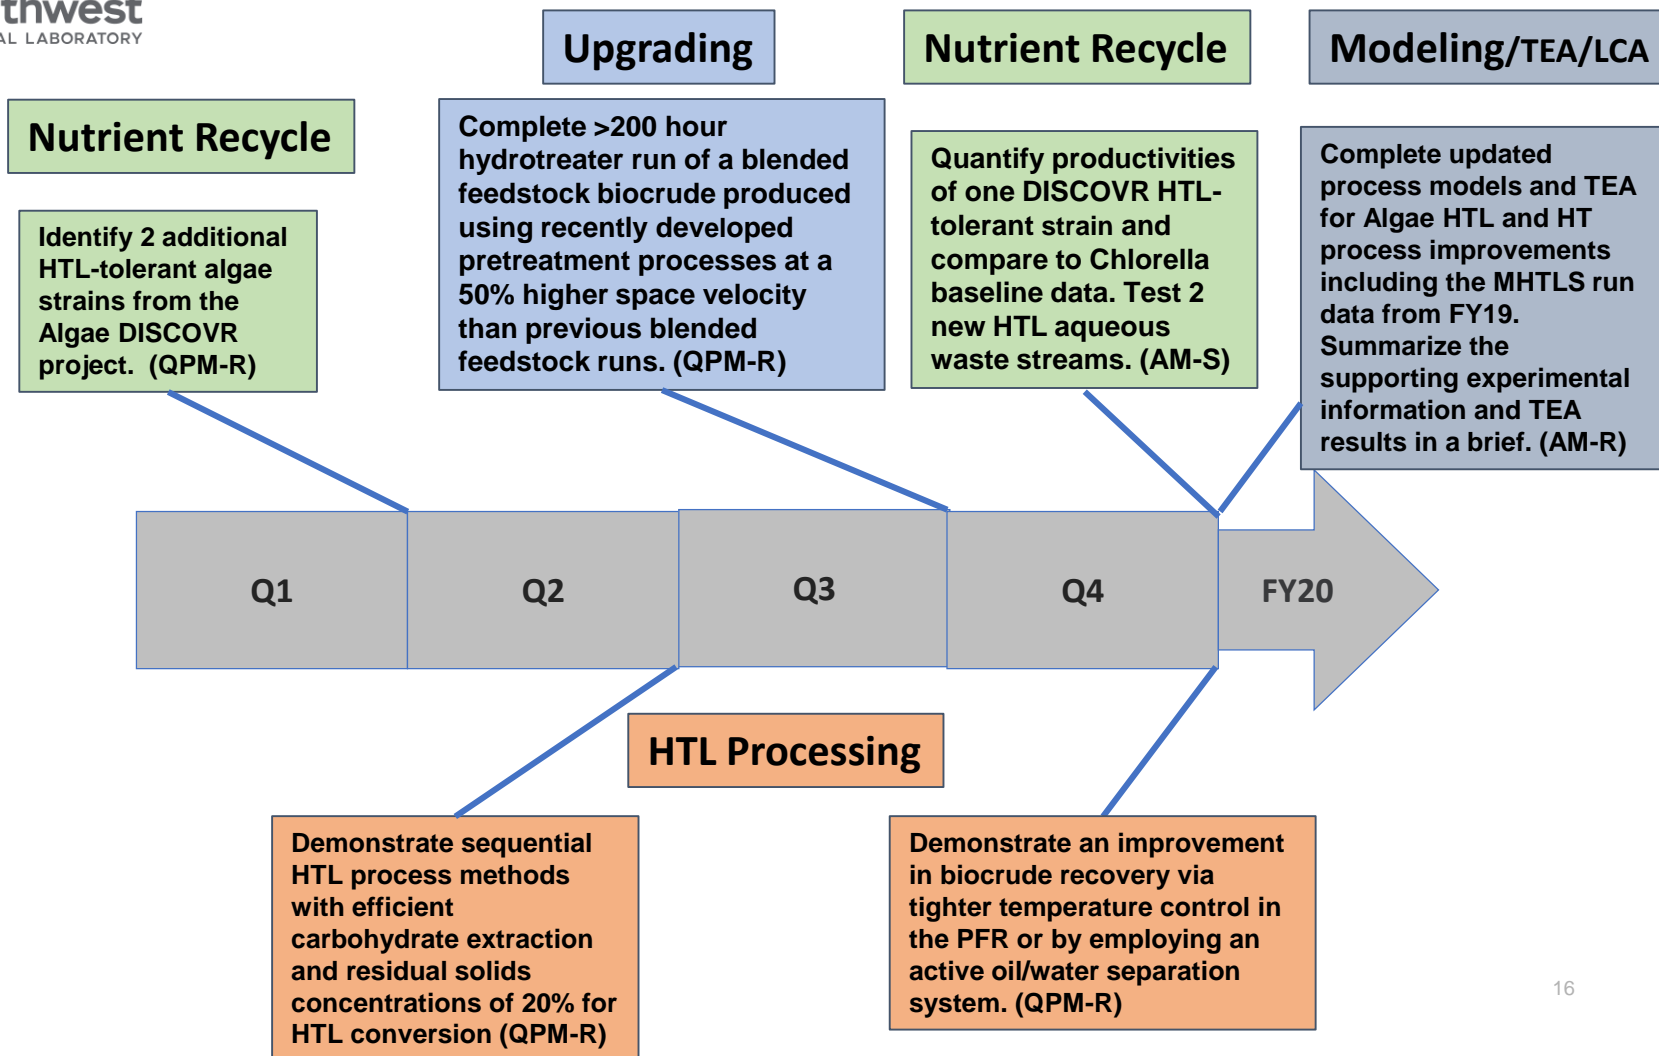 AL LABORATORY
Upgrading
Nutrient Recycle
Modeling/TEA/LCA
Nutrient Recycle
Identify 2 additional
HTL-tolerant algae
strains from the
Algae DISCOVR
project. (QPM-R)
Complete >200 hour
hydrotreater run of a blended
feedstock biocrude produced
using recently developed
pretreatment processes at a
50% higher space velocity
than previous blended
feedstock runs. (QPM-R)
Quantify productivities
of one DISCOVR HTL-
tolerant strain and
compare to Chlorella
baseline data. Test 2
new HTL aqueous
waste streams. (AM-S)
Complete updated
process models and TEA
for Algae HTL and HT
process improvements
including the MHTLS run
data from FY19.
Summarize the
supporting experimental
information and TEA
results in a brief. (AM-R)
Q1
Q2
Q3
Q4
FY20
HTL Processing
Demonstrate sequential
HTL process methods
with efficient
carbohydrate extraction
and residual solids
concentrations of 20% for
HTL conversion (QPM-R)
Demonstrate an improvement
in biocrude recovery via
tighter temperature control in
the PFR or by employing an
active oil/water separation
system. (QPM-R)
16